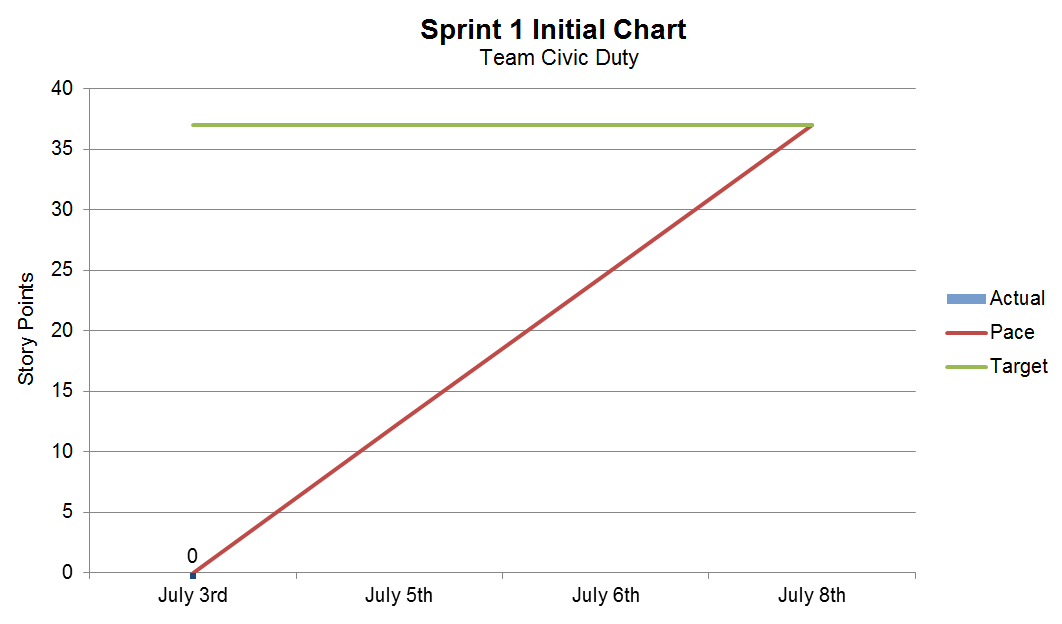 Sprint 1 Initial Chart
Team Civic Duty
40
35
30
25
20
15
10
5
0
Story Points
0
July 3rd
July 5th
July 6th
July 8th
Actual
Pace
Target